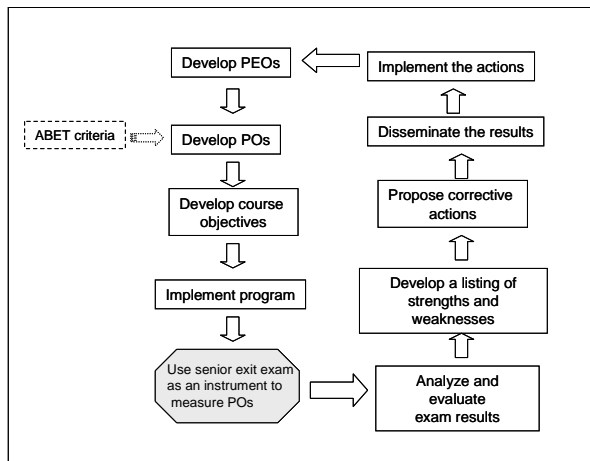 Develop PEOs
ABET criteria
Develop POs
Develop course
objectives
Implement program
Use senior exit exam
as an instrument to
measure POs
Analyze and
evaluate
exam results
Develop a listing of
strengths and
weaknesses
Propose corrective
actions
Disseminate the results
Implement the actions